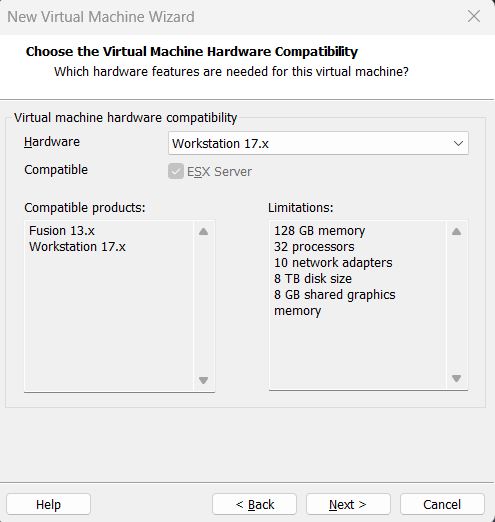 New Virtual Machine Wizard
Choose the Virtual Machine Hardware Compatibility
Which hardware features are needed for this virtual machine?
Virtual machine hardware compatibility
Hardware
Workstation 17.x
Compatible
ESX Server
Compatible products:
Fusion 13.x
Workstation 17.x
Limitations:
128 GB memory
32 processors
10 network adapters
8 TB disk size
8 GB shared graphics
memory
Help
< Back
Next >
Cancel